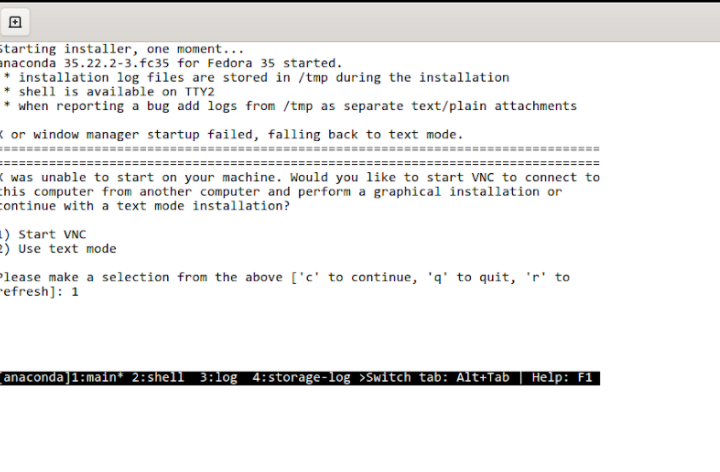 Starting installer, one moment...
anaconda 35.22.2-3.fc35 for Fedora 35 started.
* installation log files are stored in /tmp during the installation
* shell is available on TTY2
* when reporting a bug add logs from /tmp as separate text/plain attachments
X or window manager startup failed, falling back to text mode.
================================================================================
================================================================================
X was unable to start on your machine. Would you like to start VNC to connect to
this computer from another computer and perform a graphical installation or
continue with a text mode installation?
1) Start VNC
2) Use text mode
Please make a selection from the above ['c' to continue, 'q' to quit, 'r' to
refresh]: 1
[anaconda]1:main* 2:shell  3:log  4:storage-log >Switch tab: Alt+Tab | Help: F1